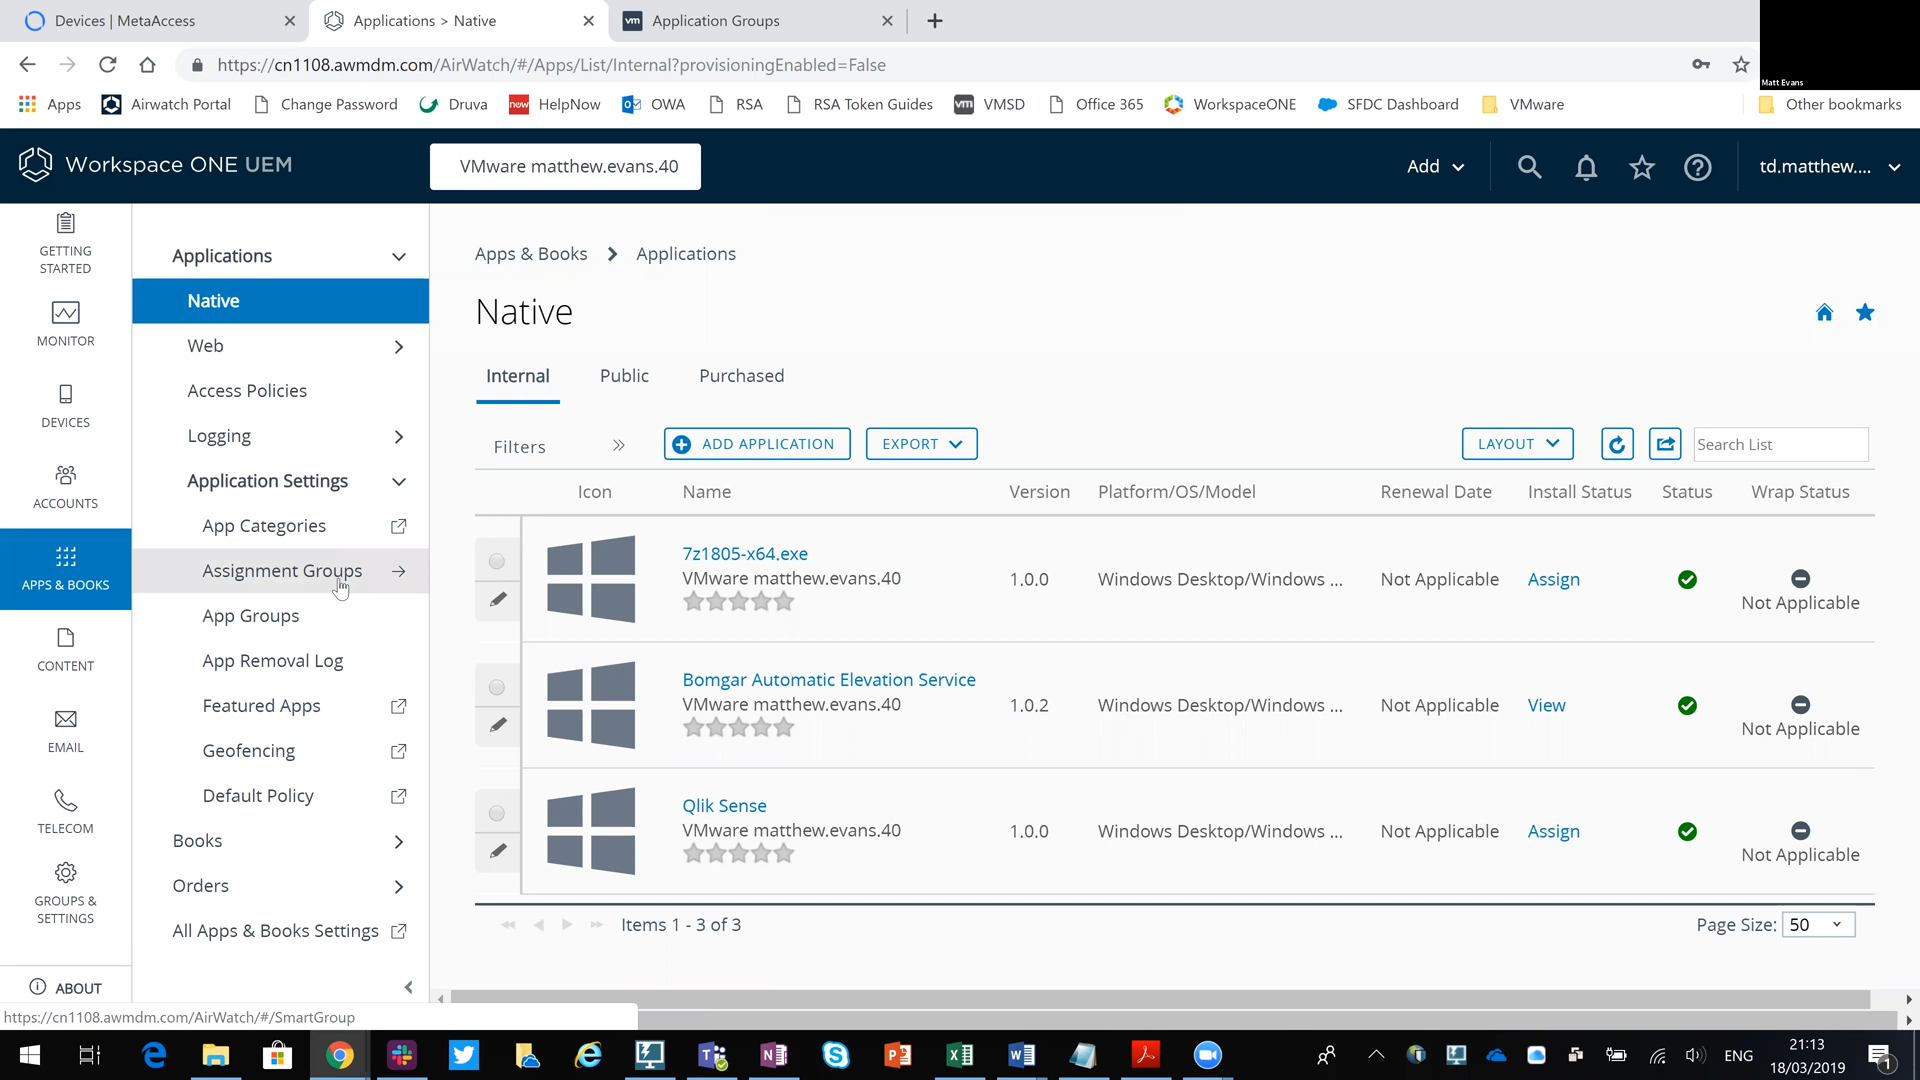 Devices | MetaAccess
Applications > Native
vm Application Groups
https://cn1108.awmdm.com/AirWatch/#/Apps/List/Internal?provisioningEnabled=False
Matt Evans
Apps
Airwatch Portal
Change Password
Druva
now HelpNow
OWA
RSA
RSA Token Guides
vm VMSD
Office 365
WorkspaceONE
SFDC Dashboard
VMware
Other bookmarks
Workspace ONE UEM
VMware matthew.evans.40
Add
td.matthew....
GETTING
STARTED
MONITOR
DEVICES
ACCOUNTS
APPS & BOOKS
CONTENT
EMAIL
TELECOM
GROUPS &
SETTINGS
ABOUT
Applications
Native
Web
Access Policies
Logging
Application Settings
App Categories
Assignment Groups
App Groups
App Removal Log
Featured Apps
Geofencing
Default Policy
Books
Orders
All Apps & Books Settings
Apps & Books > Applications
Native
Internal Public Purchased
Filters » ADD APPLICATION EXPORT LAYOUT Search List
Icon Name Version Platform/OS/Model Renewal Date Install Status Status Wrap Status
7z1805-x64.exe
VMware matthew.evans.40 1.0.0 Windows Desktop/Windows ... Not Applicable Assign
Not Applicable
Bomgar Automatic Elevation Service
VMware matthew.evans.40 1.0.2 Windows Desktop/Windows ... Not Applicable View
Not Applicable
Qlik Sense
VMware matthew.evans.40 1.0.0 Windows Desktop/Windows ... Not Applicable Assign
Not Applicable
Items 1 - 3 of 3
Page Size: 50
https://cn1108.awmdm.com/AirWatch/#/SmartGroup
ENG
21:13
18/03/2019
1